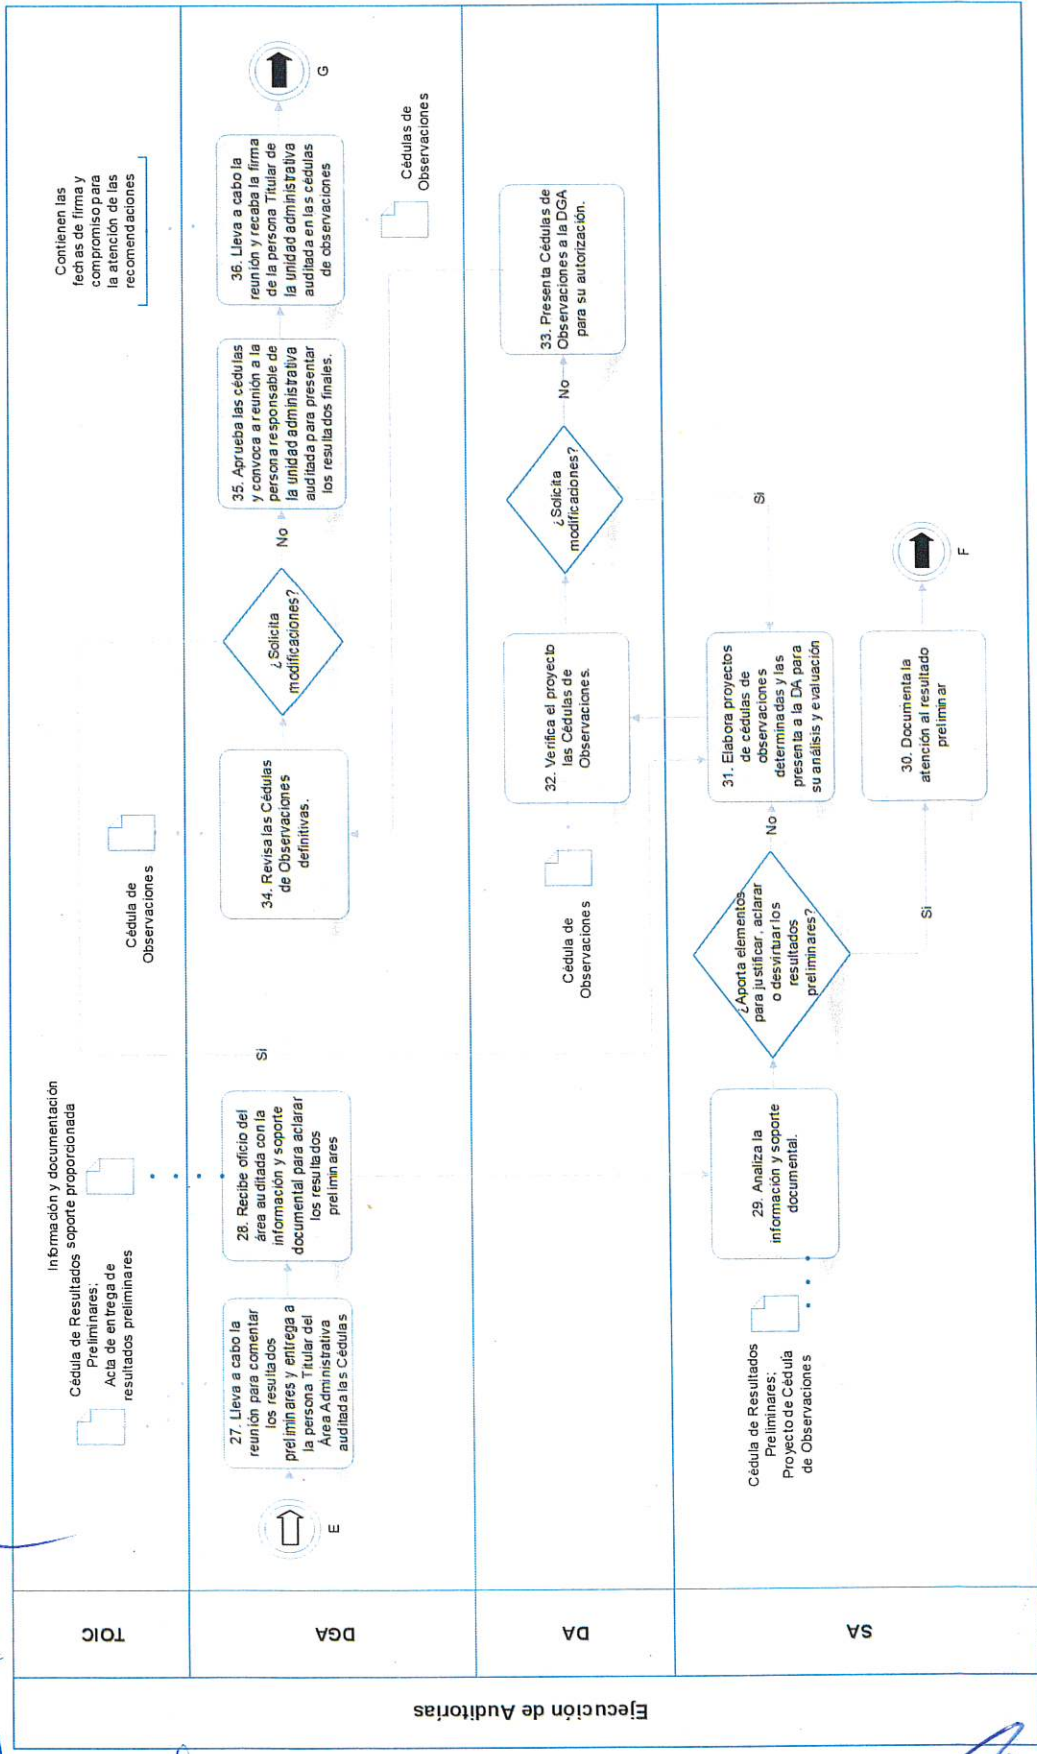 Ejecución de Auditorías
TOIC
DGA
DA
SA
Cédula de Resultados
Preliminares;
Acta de entrega de
resultados preliminares
Información y documentación
soporte proporcionada
Cédula de
Observaciones
Contienen las
fechas de firma y
compromiso para
la atención de las
recomendaciones
E
27. Lleva a cabo la
reunión para comentar
los resultados
preliminares y entrega a
la persona Titular del
Área Administrativa
auditada las Cédulas
28. Recibe oficio del
área auditada con la
información y soporte
documental para aclarar
los resultados
preliminares
Si
34. Revisa las Cédulas
de Observaciones
definitivas.
¿Solicita
modificaciones?
No
35. Aprueba las cédulas
y convoca a reunión a la
persona responsable de
la unidad administrativa
auditada para presentar
los resultados finales.
36. Lleva a cabo la
reunión y recaba la firma
de la persona Titular de
la unidad administrativa
auditada en las cédulas
de observaciones
G
Cédulas de
Observaciones
Cédula de
Observaciones
32. Verifica el proyecto
las Cédulas de
Observaciones.
¿Solicita
modificaciones?
No
33. Presenta Cédulas de
Observaciones a la DGA
para su autorización.
Si
Cédula de Resultados
Preliminares;
Proyecto de Cédula
de Observaciones
29. Analiza la
información y soporte
documental.
¿Aporta elementos
para justificar, aclarar
o desvirtuar los
resultados
preliminares?
No
31. Elabora proyectos
de cédulas de
observaciones
determinadas y las
presenta a la DA para
su análisis y evaluación
Si
30. Documenta la
atención al resultado
preliminar
F